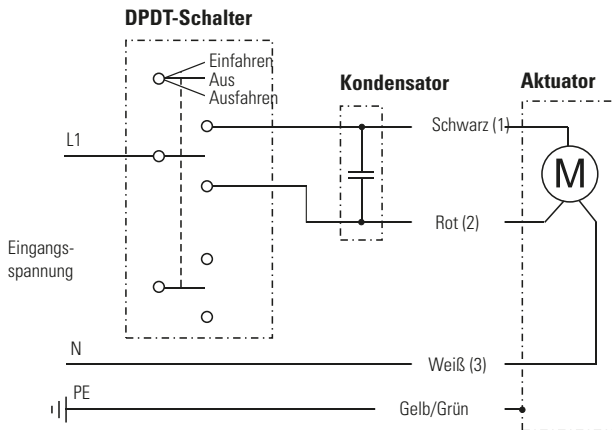 DPDT-Schalter
Einfahren
Aus
Ausfahren
Kondensator
Aktuator
Schwarz (1)
L1
M
Rot (2)
Eingangs-
spannung
N
Weiß (3)
PE
Gelb/Grün